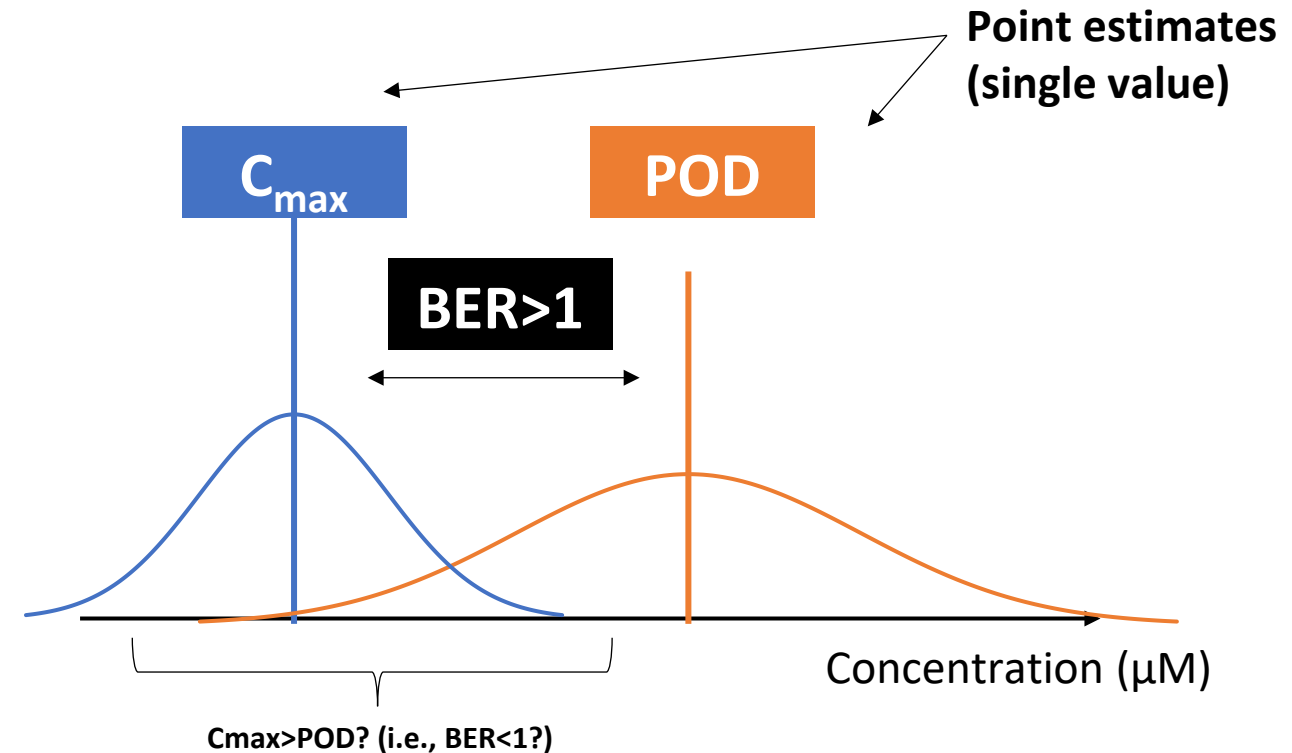 Point estimates
(single value)
Cmax
POD
BER>1
Concentration (µM)
Cmax>POD? (i.e., BER<1?)